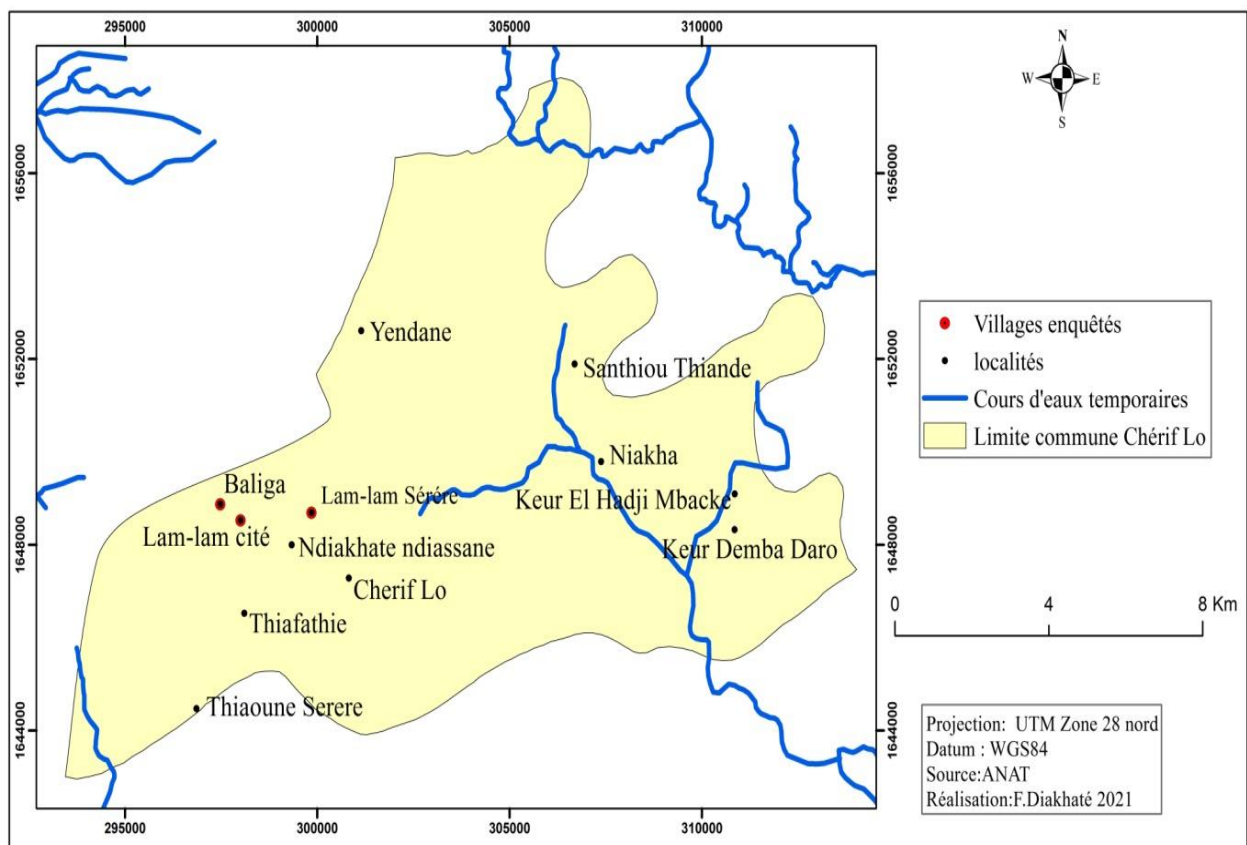 295000
300000
305000
310000
N
W
E
S
1656000
1656000
Yendane
1652000
1652000
Santhiou Thiande
Villages enquêtés
localités
Cours d'eaux temporaires
Limite commune Chérif Lo
Niakha
Baliga
Lam-lam Sérére
Keur El Hadji Mbacke
Lam-lam cité
1648000
1648000
Ndiakhate ndiassane
Keur Demba Daro
Cherif Lo
Thiafathie
0
4
8 Km
Thiaoune Serere
1644000
1644000
Projection: UTM Zone 28 nord
Datum : WGS84
Source:ANAT
Réalisation:F.Diakhaté 2021
295000
300000
305000
310000